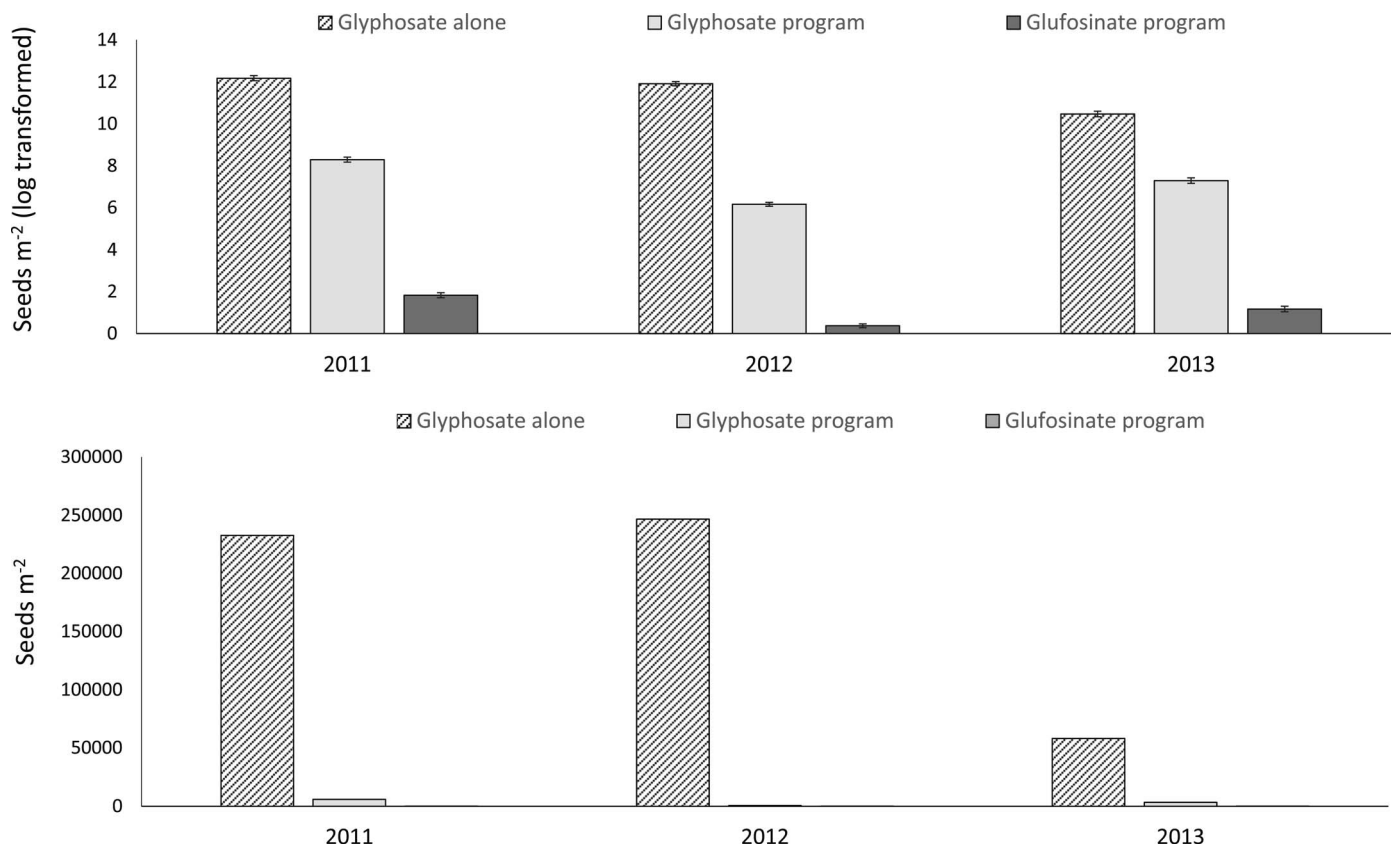 Glyphosate alone Glyphosate program Glufosinate program
Seeds m-2 (log transformed)
14
12
10
8
6
4
2
0
2011 2012 2013
Glyphosate alone Glyphosate program Glufosinate program
Seeds m-2
300000
250000
200000
150000
100000
50000
0
2011 2012 2013